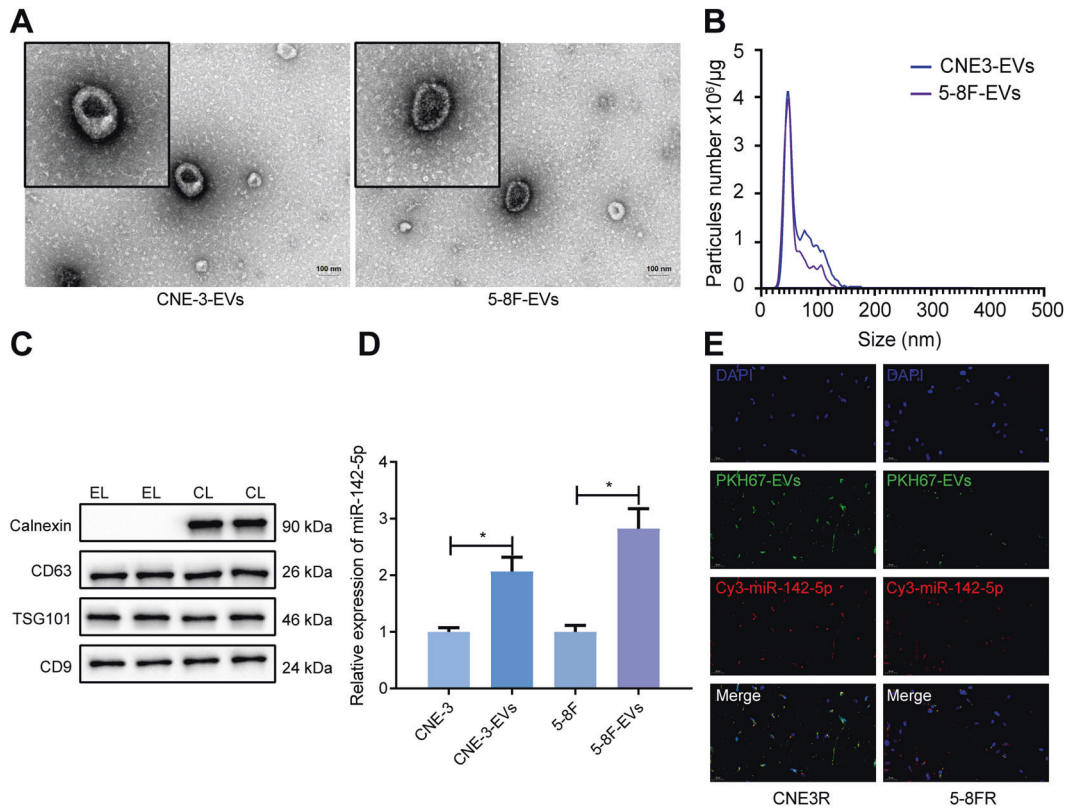 A
100 nm
100 nm
CNE-3-EVs
5-8F-EVs
B
Particules number x10⁶/µg
5
4
3
2
1
0
CNE3-EVs
5-8F-EVs
0 100 200 300 400 500
Size (nm)
C
EL EL CL CL
Calnexin 90 kDa
CD63 26 kDa
TSG101 46 kDa
CD9 24 kDa
D
Relative expression of miR-142-5p
4
3
2
1
0
*
*
CNE-3
CNE-3-EVs
5-8F
5-8F-EVs
E
DAPI DAPI
PKH67-EVs PKH67-EVs
Cy3-miR-142-5p Cy3-miR-142-5p
Merge Merge
CNE3R 5-8FR